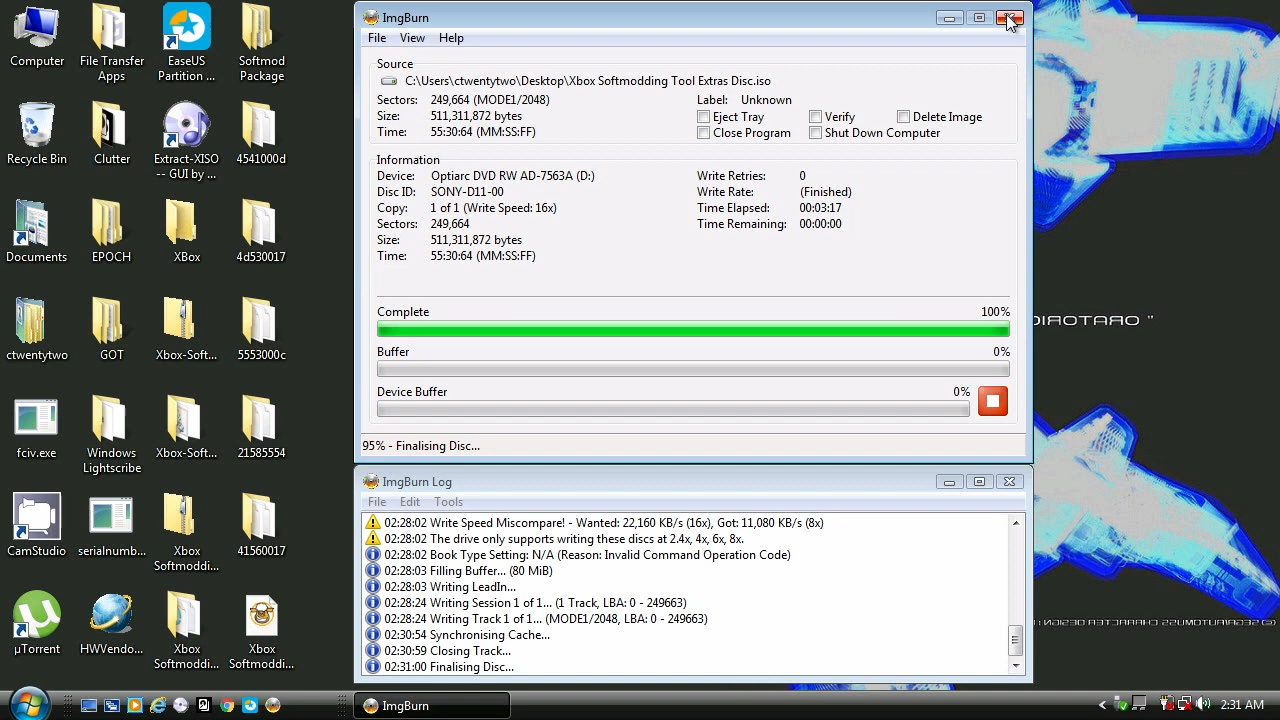 Computer
File Transfer
Apps
EaseUS
Partition ...
Softmod
Package
Recycle Bin
Clutter
Extract-XISO
-- GUI by ...
4541000d
Documents
EPOCH
XBox
4d530017
ctwentytwo
GOT
Xbox-Soft...
5553000c
fciv.exe
Windows
Lightscribe
Xbox-Soft...
21585554
CamStudio
serialnumb...
Xbox
Softmoddi...
41560017
µTorrent
HWVendo...
Xbox
Softmoddi...
Xbox
Softmoddi...
ImgBurn
File View Help
Source
C:\Users\ctwentytwo\Desktop\Xbox Softmodding Tool Extras Disc.iso
Sectors: 249,664 (MODE1/2048)
Size: 511,311,872 bytes
Time: 55:30:64 (MM:SS:FF)
Label: Unknown
Eject Tray Verify Delete Image
Close Program Shut Down Computer
Information
Device: Optiarc DVD RW AD-7563A (D:)
Disc ID: SONY-D11-00
Copy: 1 of 1 (Write Speed: 16x)
Sectors: 249,664
Size: 511,311,872 bytes
Time: 55:30:64 (MM:SS:FF)
Write Retries: 0
Write Rate: (Finished)
Time Elapsed: 00:03:17
Time Remaining: 00:00:00
Complete 100%
Buffer 0%
Device Buffer 0%
95% - Finalising Disc...
ImgBurn Log
File Edit Tools
02:28:02 Write Speed Miscompare! - Wanted: 22,160 KB/s (16x), Got: 11,080 KB/s (8x)
02:28:02 The drive only supports writing these discs at 2.4x, 4x, 6x, 8x.
02:28:02 Book Type Setting: N/A (Reason: Invalid Command Operation Code)
02:28:03 Filling Buffer... (80 MiB)
02:28:03 Writing LeadIn...
02:28:24 Writing Session 1 of 1... (1 Track, LBA: 0 - 249663)
02:28:24 Writing Track 1 of 1... (MODE1/2048, LBA: 0 - 249663)
02:30:54 Synchronising Cache...
02:30:59 Closing Track...
02:31:00 Finalising Disc...
ImgBurn
2:31 AM